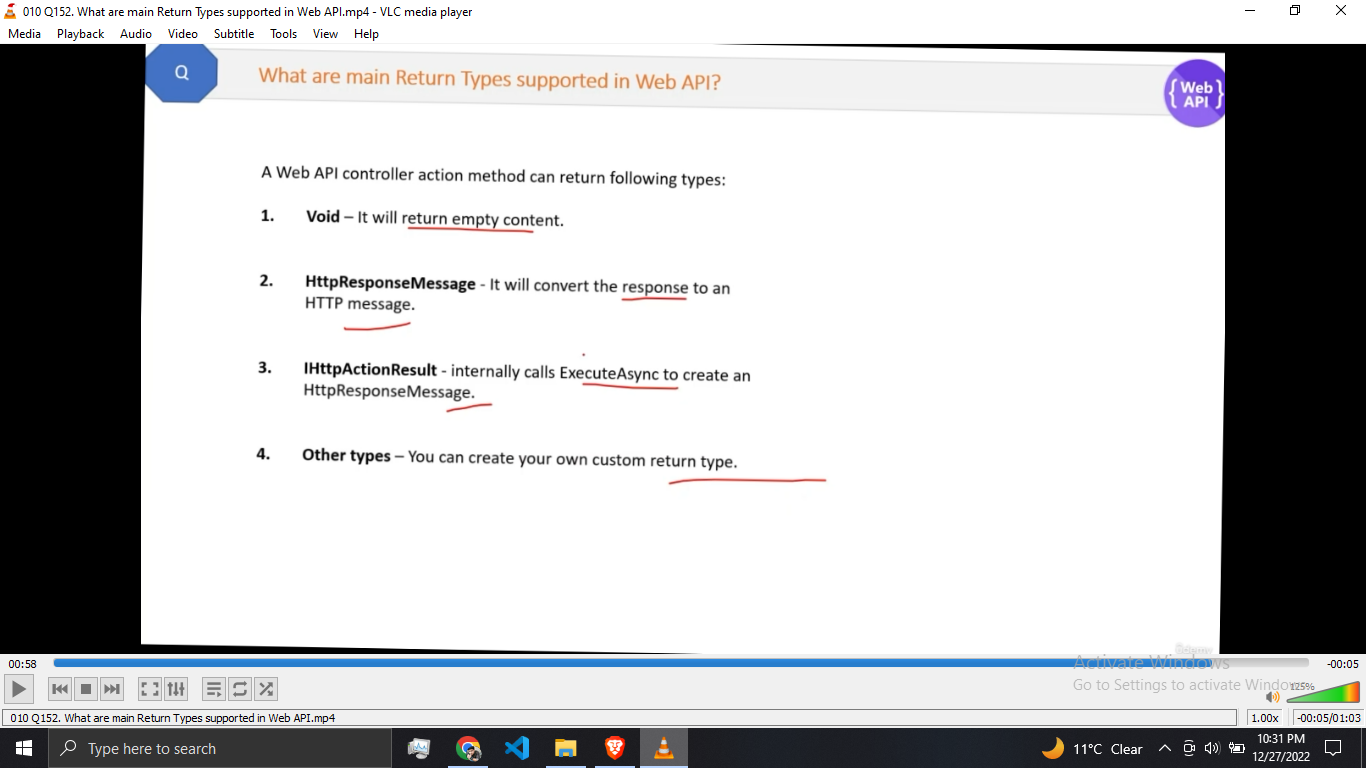 010 Q152. What are main Return Types supported in Web API.mp4 - VLC media player
Media Playback Audio Video Subtitle Tools View Help
Q
What are main Return Types supported in Web API?
{ Web API }
A Web API controller action method can return following types:
1. Void – It will return empty content.
2. HttpResponseMessage - It will convert the response to an
HTTP message.
3. IHttpActionResult - internally calls ExecuteAsync to create an
HttpResponseMessage.
4. Other types – You can create your own custom return type.
Udemy
00:58
-00:05
Activate Windows
Go to Settings to activate Windows.
125%
010 Q152. What are main Return Types supported in Web API.mp4
1.00x
-00:05/01:03
Type here to search
11°C Clear
10:31 PM
12/27/2022